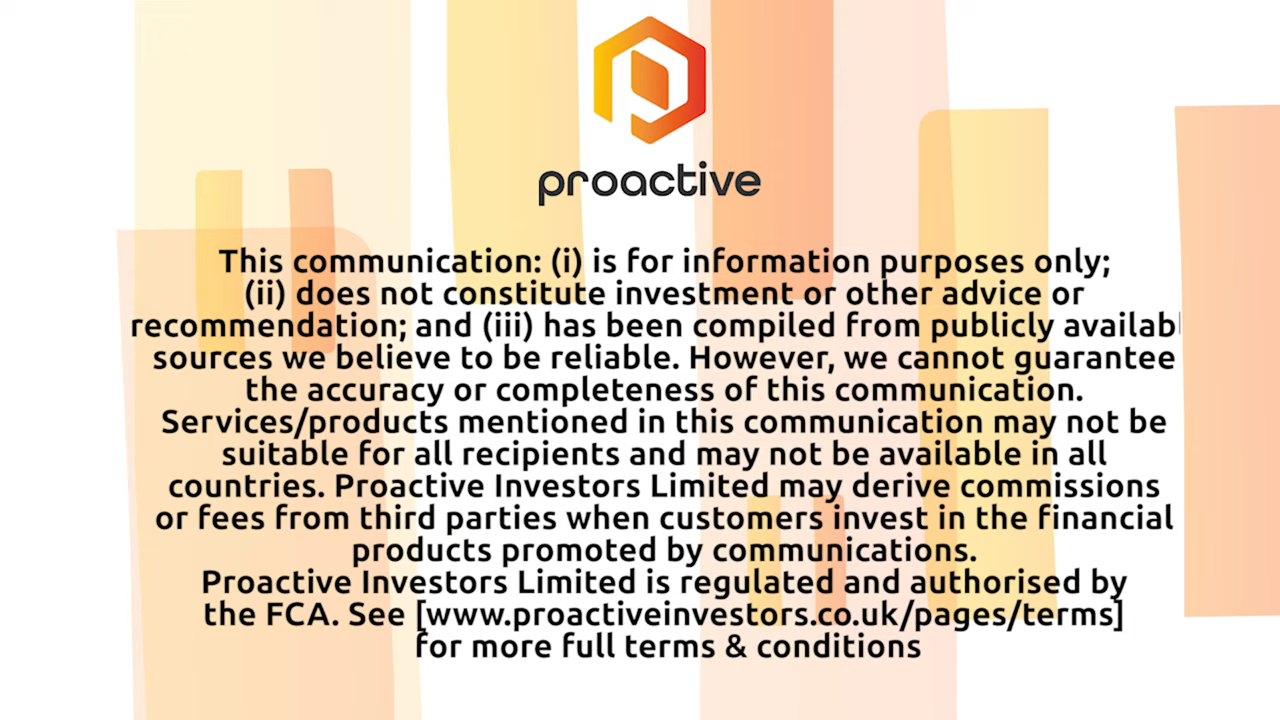 proactive
This communication: (i) is for information purposes only;
(ii) does not constitute investment or other advice or
recommendation; and (iii) has been compiled from publicly availabl
sources we believe to be reliable. However, we cannot guarantee
the accuracy or completeness of this communication.
Services/products mentioned in this communication may not be
suitable for all recipients and may not be available in all
countries. Proactive Investors Limited may derive commissions
or fees from third parties when customers invest in the financial
products promoted by communications.
Proactive Investors Limited is regulated and authorised by
the FCA. See [www.proactiveinvestors.co.uk/pages/terms]
for more full terms & conditions